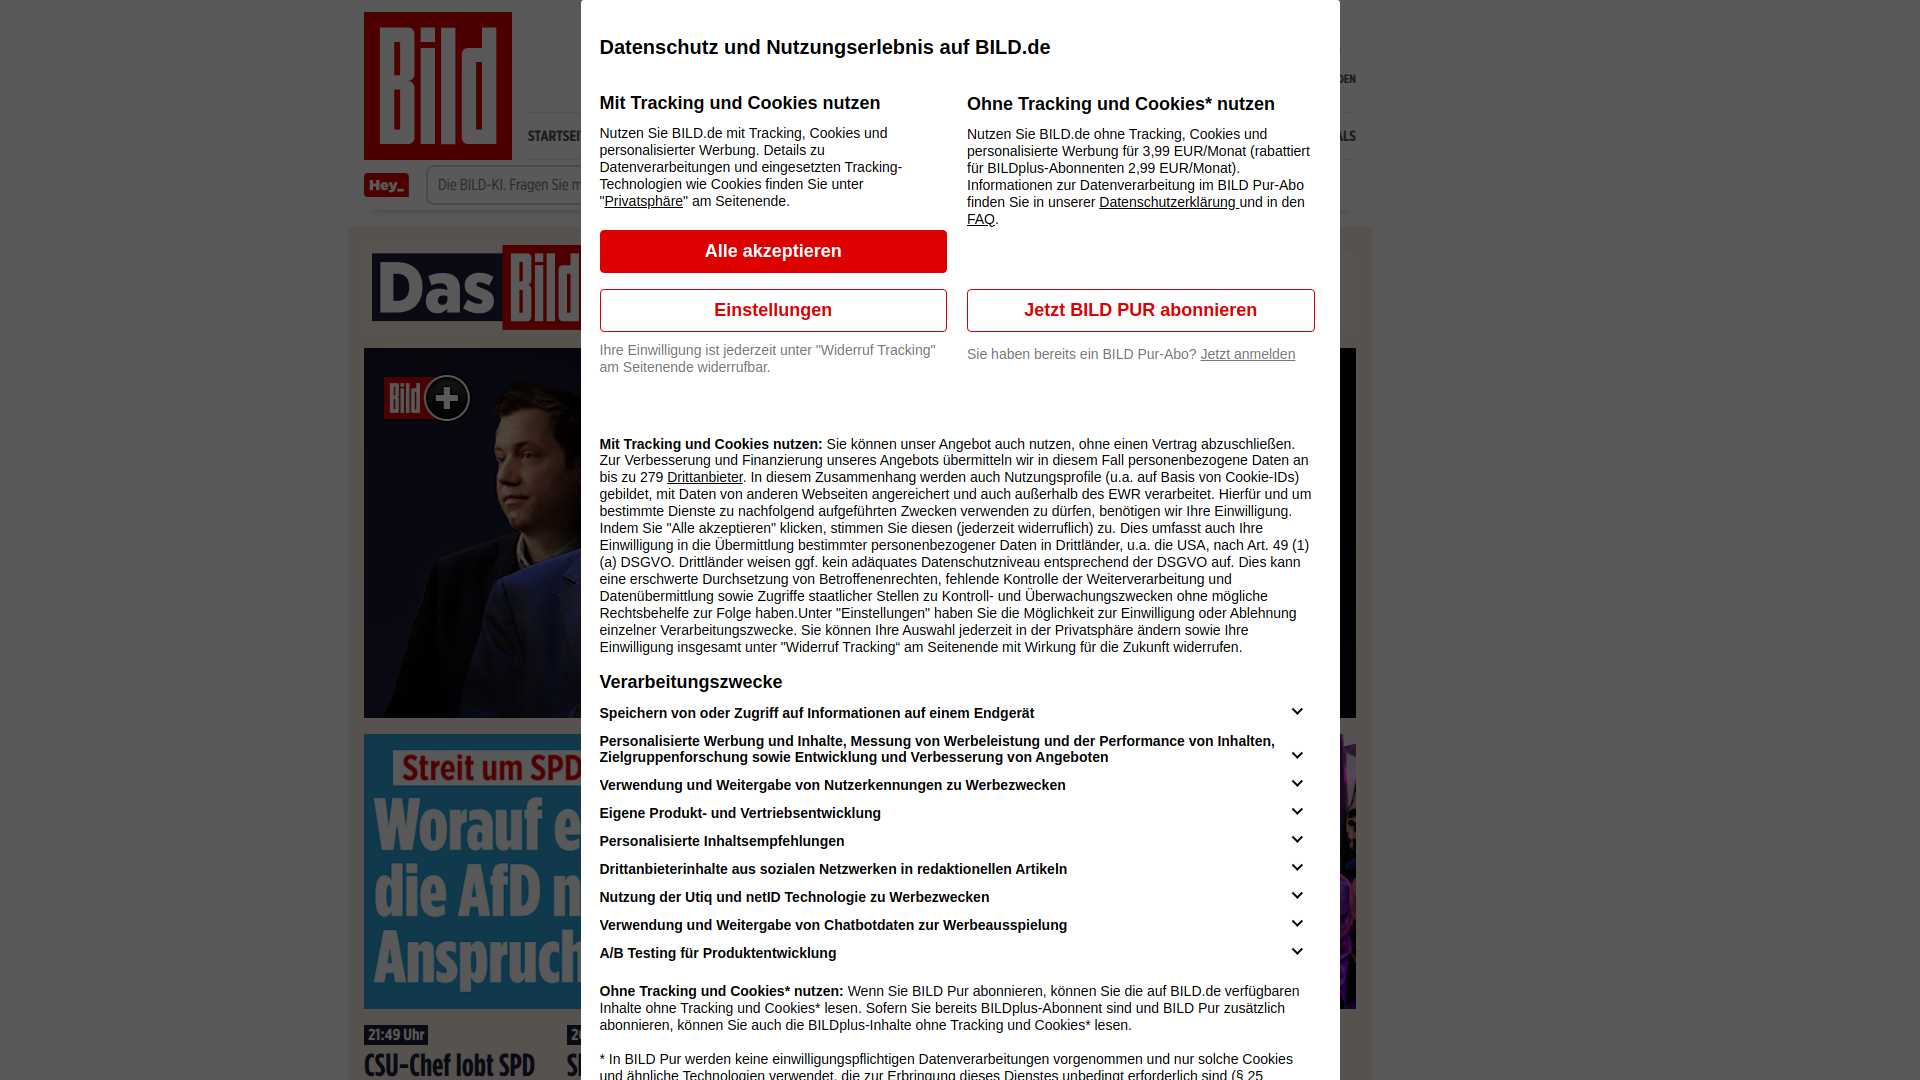 Bild
STARTSEI
Hey_
Die BILD-KI. Fragen Sie m
Das Bild
Bild +
Streit um SPD
Worauf e
die AfD n
Anspruch
21:49 Uhr
CSU-Chef lobt SPD
Datenschutz und Nutzungserlebnis auf BILD.de
Mit Tracking und Cookies nutzen
Nutzen Sie BILD.de mit Tracking, Cookies und
personalisierter Werbung. Details zu
Datenverarbeitungen und eingesetzten Tracking-
Technologien wie Cookies finden Sie unter
"Privatsphäre" am Seitenende.
Alle akzeptieren
Einstellungen
Ihre Einwilligung ist jederzeit unter "Widerruf Tracking"
am Seitenende widerrufbar.
Ohne Tracking und Cookies* nutzen
Nutzen Sie BILD.de ohne Tracking, Cookies und
personalisierte Werbung für 3,99 EUR/Monat (rabattiert
für BILDplus-Abonnenten 2,99 EUR/Monat).
Informationen zur Datenverarbeitung im BILD Pur-Abo
finden Sie in unserer Datenschutzerklärung und in den
FAQ.
Jetzt BILD PUR abonnieren
Sie haben bereits ein BILD Pur-Abo? Jetzt anmelden
Mit Tracking und Cookies nutzen: Sie können unser Angebot auch nutzen, ohne einen Vertrag abzuschließen.
Zur Verbesserung und Finanzierung unseres Angebots übermitteln wir in diesem Fall personenbezogene Daten an
bis zu 279 Drittanbieter. In diesem Zusammenhang werden auch Nutzungsprofile (u.a. auf Basis von Cookie-IDs)
gebildet, mit Daten von anderen Webseiten angereichert und auch außerhalb des EWR verarbeitet. Hierfür und um
bestimmte Dienste zu nachfolgend aufgeführten Zwecken verwenden zu dürfen, benötigen wir Ihre Einwilligung.
Indem Sie "Alle akzeptieren" klicken, stimmen Sie diesen (jederzeit widerruflich) zu. Dies umfasst auch Ihre
Einwilligung in die Übermittlung bestimmter personenbezogener Daten in Drittländer, u.a. die USA, nach Art. 49 (1)
(a) DSGVO. Drittländer weisen ggf. kein adäquates Datenschutzniveau entsprechend der DSGVO auf. Dies kann
eine erschwerte Durchsetzung von Betroffenenrechten, fehlende Kontrolle der Weiterverarbeitung und
Datenübermittlung sowie Zugriffe staatlicher Stellen zu Kontroll- und Überwachungszwecken ohne mögliche
Rechtsbehelfe zur Folge haben.Unter "Einstellungen" haben Sie die Möglichkeit zur Einwilligung oder Ablehnung
einzelner Verarbeitungszwecke. Sie können Ihre Auswahl jederzeit in der Privatsphäre ändern sowie Ihre
Einwilligung insgesamt unter "Widerruf Tracking“ am Seitenende mit Wirkung für die Zukunft widerrufen.
Verarbeitungszwecke
Speichern von oder Zugriff auf Informationen auf einem Endgerät
Personalisierte Werbung und Inhalte, Messung von Werbeleistung und der Performance von Inhalten,
Zielgruppenforschung sowie Entwicklung und Verbesserung von Angeboten
Verwendung und Weitergabe von Nutzerkennungen zu Werbezwecken
Eigene Produkt- und Vertriebsentwicklung
Personalisierte Inhaltsempfehlungen
Drittanbieterinhalte aus sozialen Netzwerken in redaktionellen Artikeln
Nutzung der Utiq und netID Technologie zu Werbezwecken
Verwendung und Weitergabe von Chatbotdaten zur Werbeausspielung
A/B Testing für Produktentwicklung
Ohne Tracking und Cookies* nutzen: Wenn Sie BILD Pur abonnieren, können Sie die auf BILD.de verfügbaren
Inhalte ohne Tracking und Cookies* lesen. Sofern Sie bereits BILDplus-Abonnent sind und BILD Pur zusätzlich
abonnieren, können Sie auch die BILDplus-Inhalte ohne Tracking und Cookies* lesen.
* In BILD Pur werden keine einwilligungspflichtigen Datenverarbeitungen vorgenommen und nur solche Cookies
und ähnliche Technologien verwendet, die zur Erbringung dieses Dienstes unbedingt erforderlich sind (§ 25